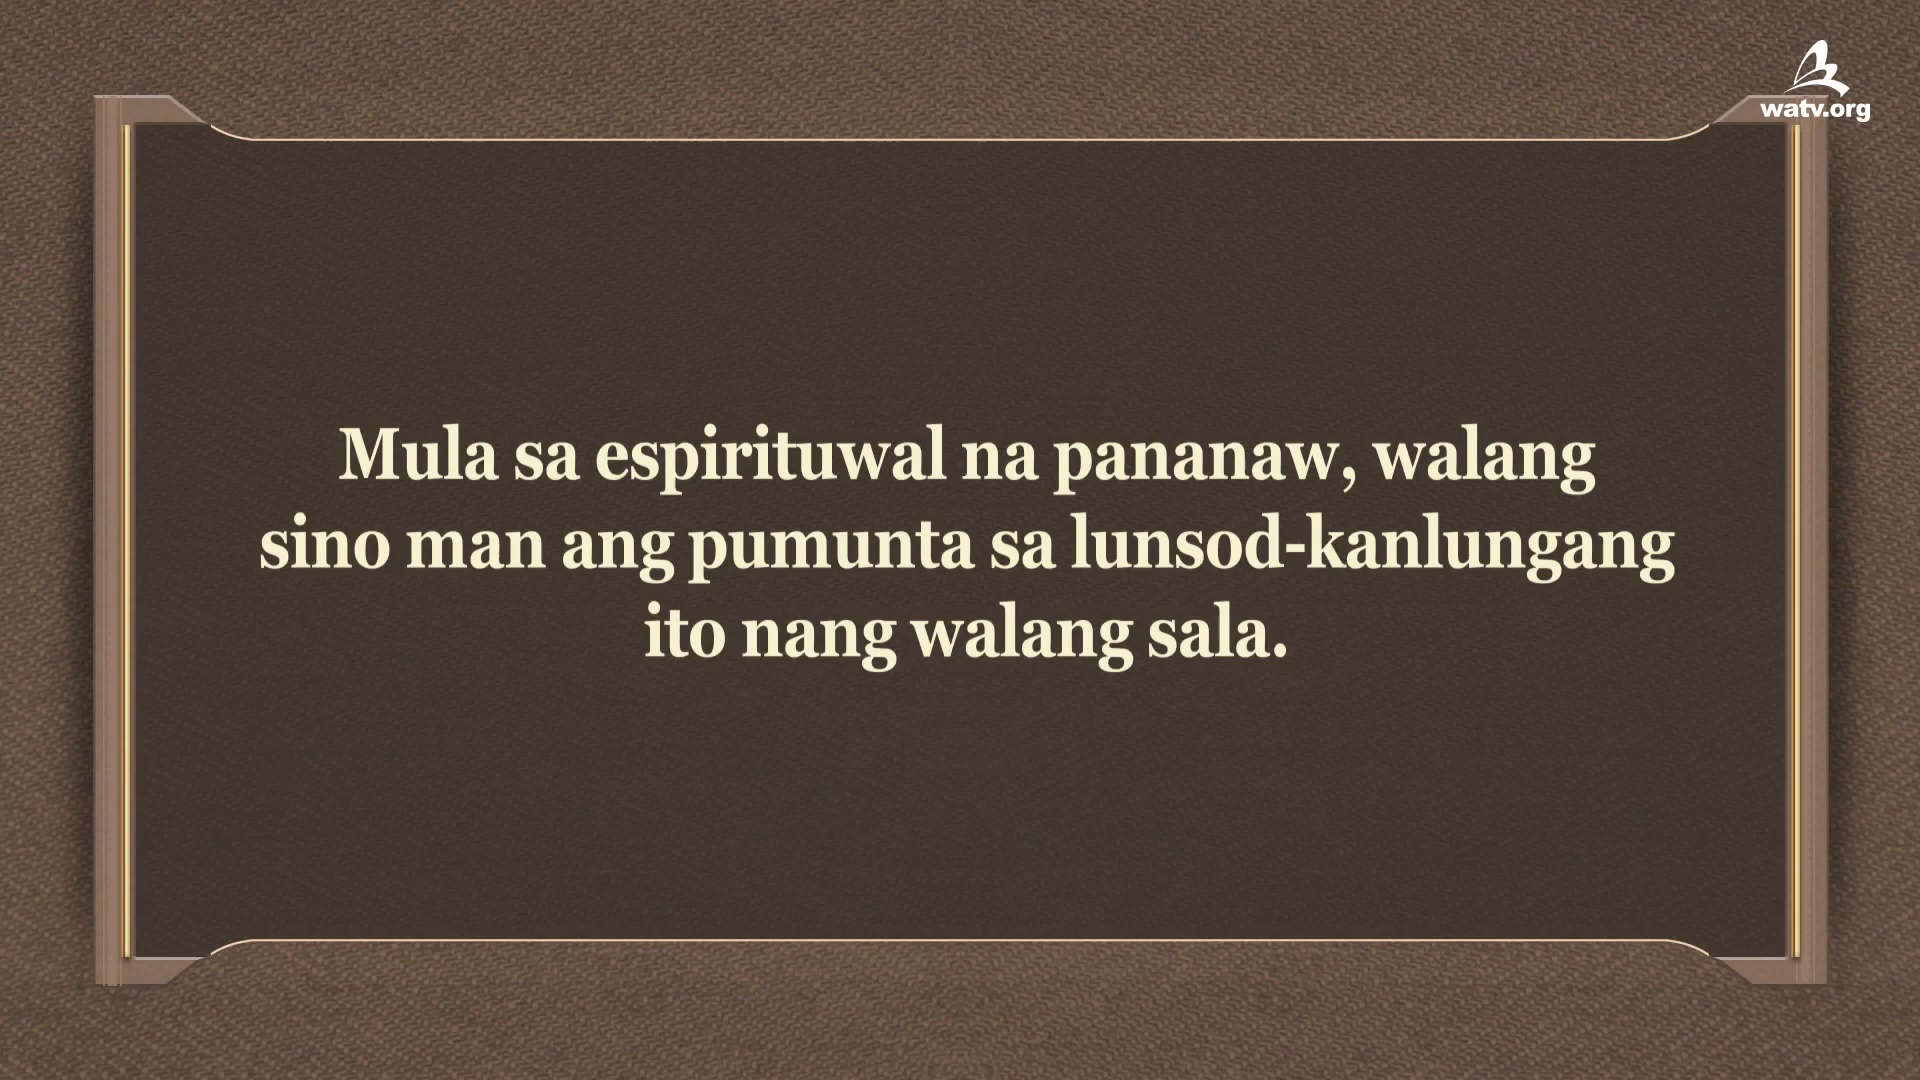 watv.org
Mula sa espirituwal na pananaw, walang
sino man ang pumunta sa lunsod-kanlungang
ito nang walang sala.